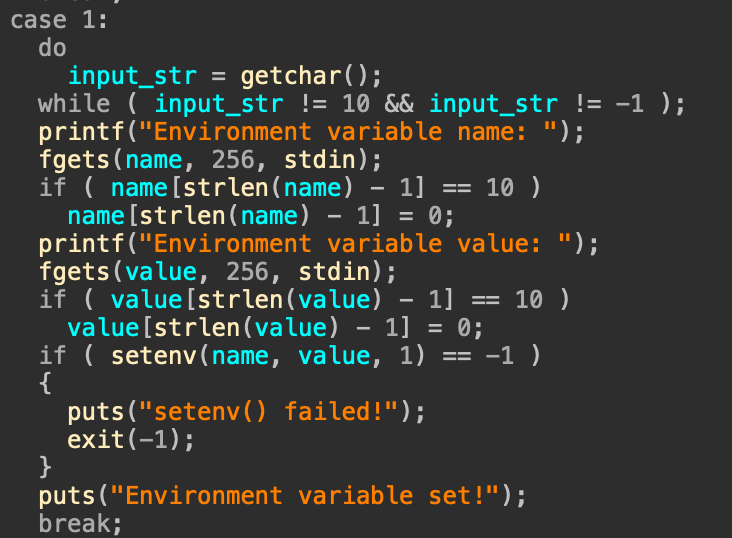 case 1:
do
input_str = getchar();
while ( input_str != 10 && input_str != -1 );
printf("Environment variable name: ");
fgets(name, 256, stdin);
if ( name[strlen(name) - 1] == 10 )
name[strlen(name) - 1] = 0;
printf("Environment variable value: ");
fgets(value, 256, stdin);
if ( value[strlen(value) - 1] == 10 )
value[strlen(value) - 1] = 0;
if ( setenv(name, value, 1) == -1 )
{
puts("setenv() failed!");
exit(-1);
}
puts("Environment variable set!");
break;